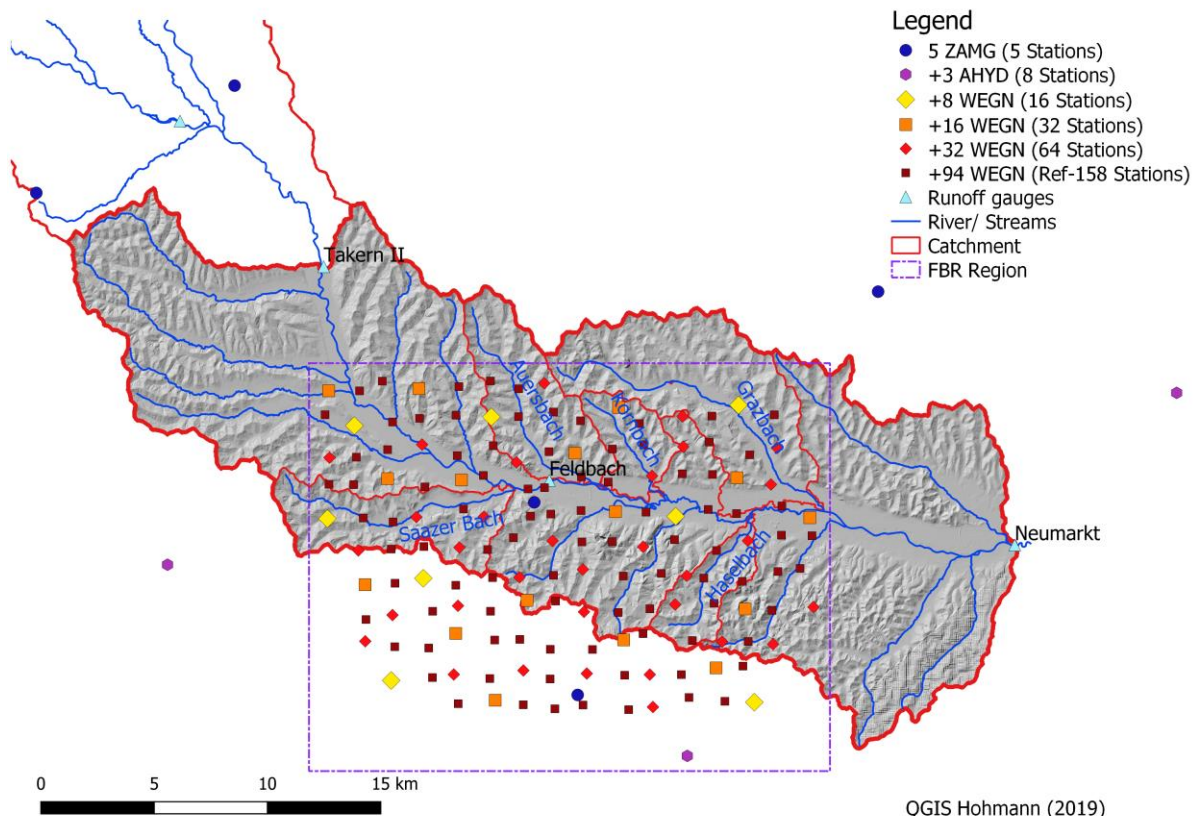 Legend
5 ZAMG (5 Stations)
+3 AHYD (8 Stations)
+8 WEGN (16 Stations)
+16 WEGN (32 Stations)
+32 WEGN (64 Stations)
+94 WEGN (Ref-158 Stations)
Runoff gauges
River/ Streams
Catchment
FBR Region
Takern II
Auersbach
Kornbach
Grazbach
Feldbach
Saazer Bach
Haselbach
Neumarkt
0 5 10 15 km
QGIS Hohmann (2019)